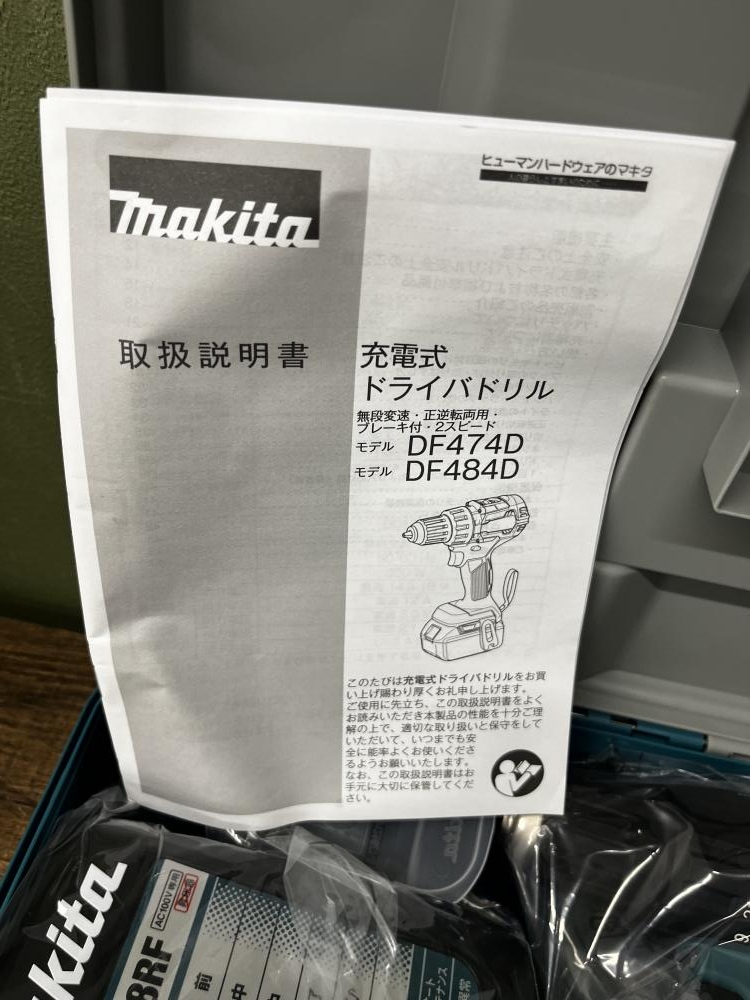 makita
ヒューマンハードウェアのマキタ
取扱説明書
充電式
ドライバドリル
無段変速・正逆転両用・
ブレーキ付・2スピード
モデル DF474D
モデル DF484D
このたびは充電式ドライバドリルをお買
い上げ賜わり厚くお礼申し上げます。
ご使用に先立ち、この取扱説明書をよく
お読みいただき本製品の性能を十分ご理
解の上で、適切な取り扱いと保守をして
いただいて、いつまでも安
全に能率よくお使いくださ
るようお願いいたします。
なお、この取扱説明書はお
手元に大切に保管してくだ
さい。
kita
8RF
AC100V専用
前
中
中